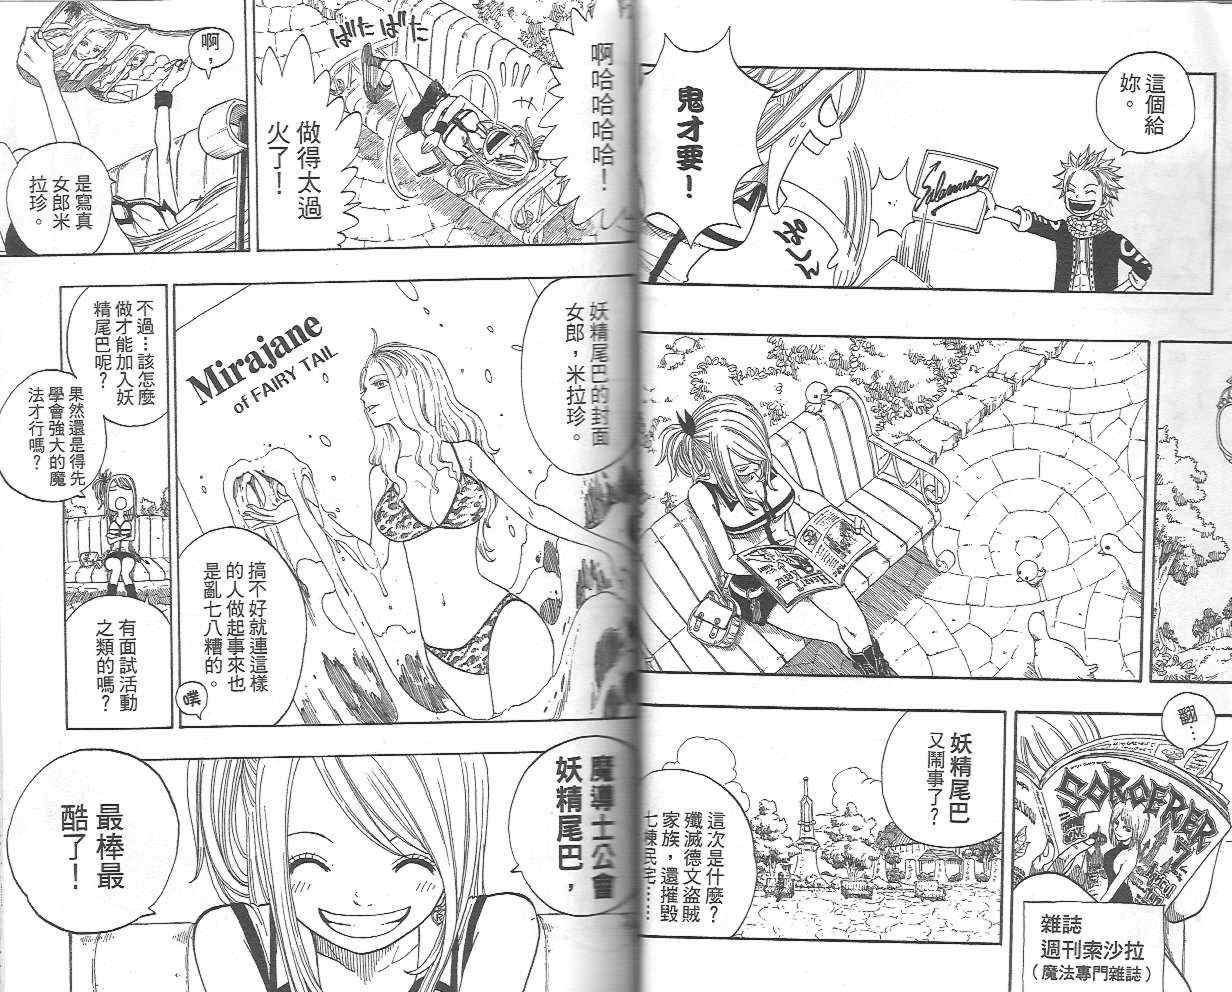 這個給
妳。
Salamander
鬼才要！
翻…
SORCERER
雜誌
週刊索沙拉
（魔法專門雜誌）
妖精尾巴
又鬧事了？
這次是什麼？
殲滅德文盜賊
家族，還摧毀
七棟民宅……
啊哈哈哈哈！
ばたばた
做得太過
火了！
啊，
是寫真
女郎米
拉珍。
妖精尾巴的封面
女郎，米拉珍。
Mirajane
of FAIRY TAIL
搞不好就連這樣
的人做起事來也
是亂七八糟的。
噗
不過…該怎麼
做才能加入妖
精尾巴呢？
果然還是得先
學會強大的魔
法才行嗎？
有面試活動
之類的嗎？
魔導士公會
妖精尾巴，
最棒最
酷了！